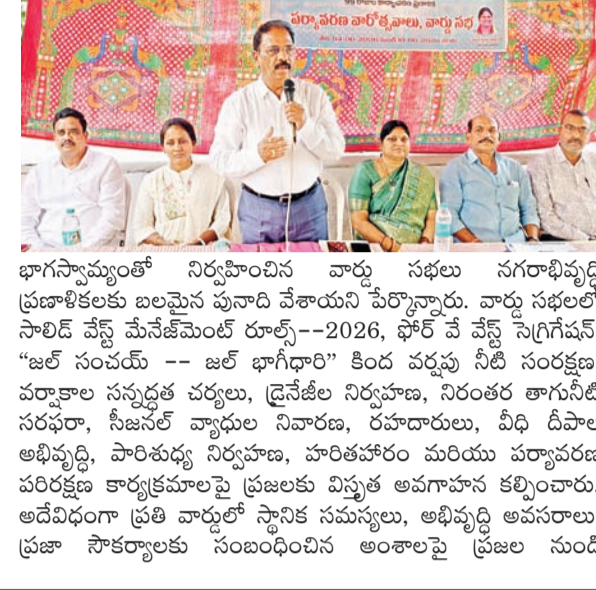 99 రోజుల కార్యాచరణ ప్రణాళిక
పర్యావరణ వారోత్సవాలు, వార్డు సభ
భాగస్వామ్యంతో నిర్వహించిన వార్డు సభలు నగరాభివృద్ధి
ప్రణాళికలకు బలమైన పునాది వేశాయని పేర్కొన్నారు. వార్డు సభలలో
సాలిడ్ వేస్ట్ మేనేజ్‌మెంట్ రూల్స్--2026, ఫోర్ వే వేస్ట్ సెగ్రిగేషన్
“జల్ సంచయ్ -- జల్ భాగీధారి” కింద వర్షపు నీటి సంరక్షణ
వర్షాకాల సన్నద్ధత చర్యలు, డ్రైనేజీల నిర్వహణ, నిరంతర తాగునీటి
సరఫరా, సీజనల్ వ్యాధుల నివారణ, రహదారులు, వీధి దీపాల
అభివృద్ధి, పారిశుధ్య నిర్వహణ, హరితహారం మరియు పర్యావరణ
పరిరక్షణ కార్యక్రమాలపై ప్రజలకు విస్తృత అవగాహన కల్పించారు.
అదేవిధంగా ప్రతి వార్డులో స్థానిక సమస్యలు, అభివృద్ధి అవసరాలు
ప్రజా సౌకర్యాలకు సంబంధించిన అంశాలపై ప్రజల నుండి